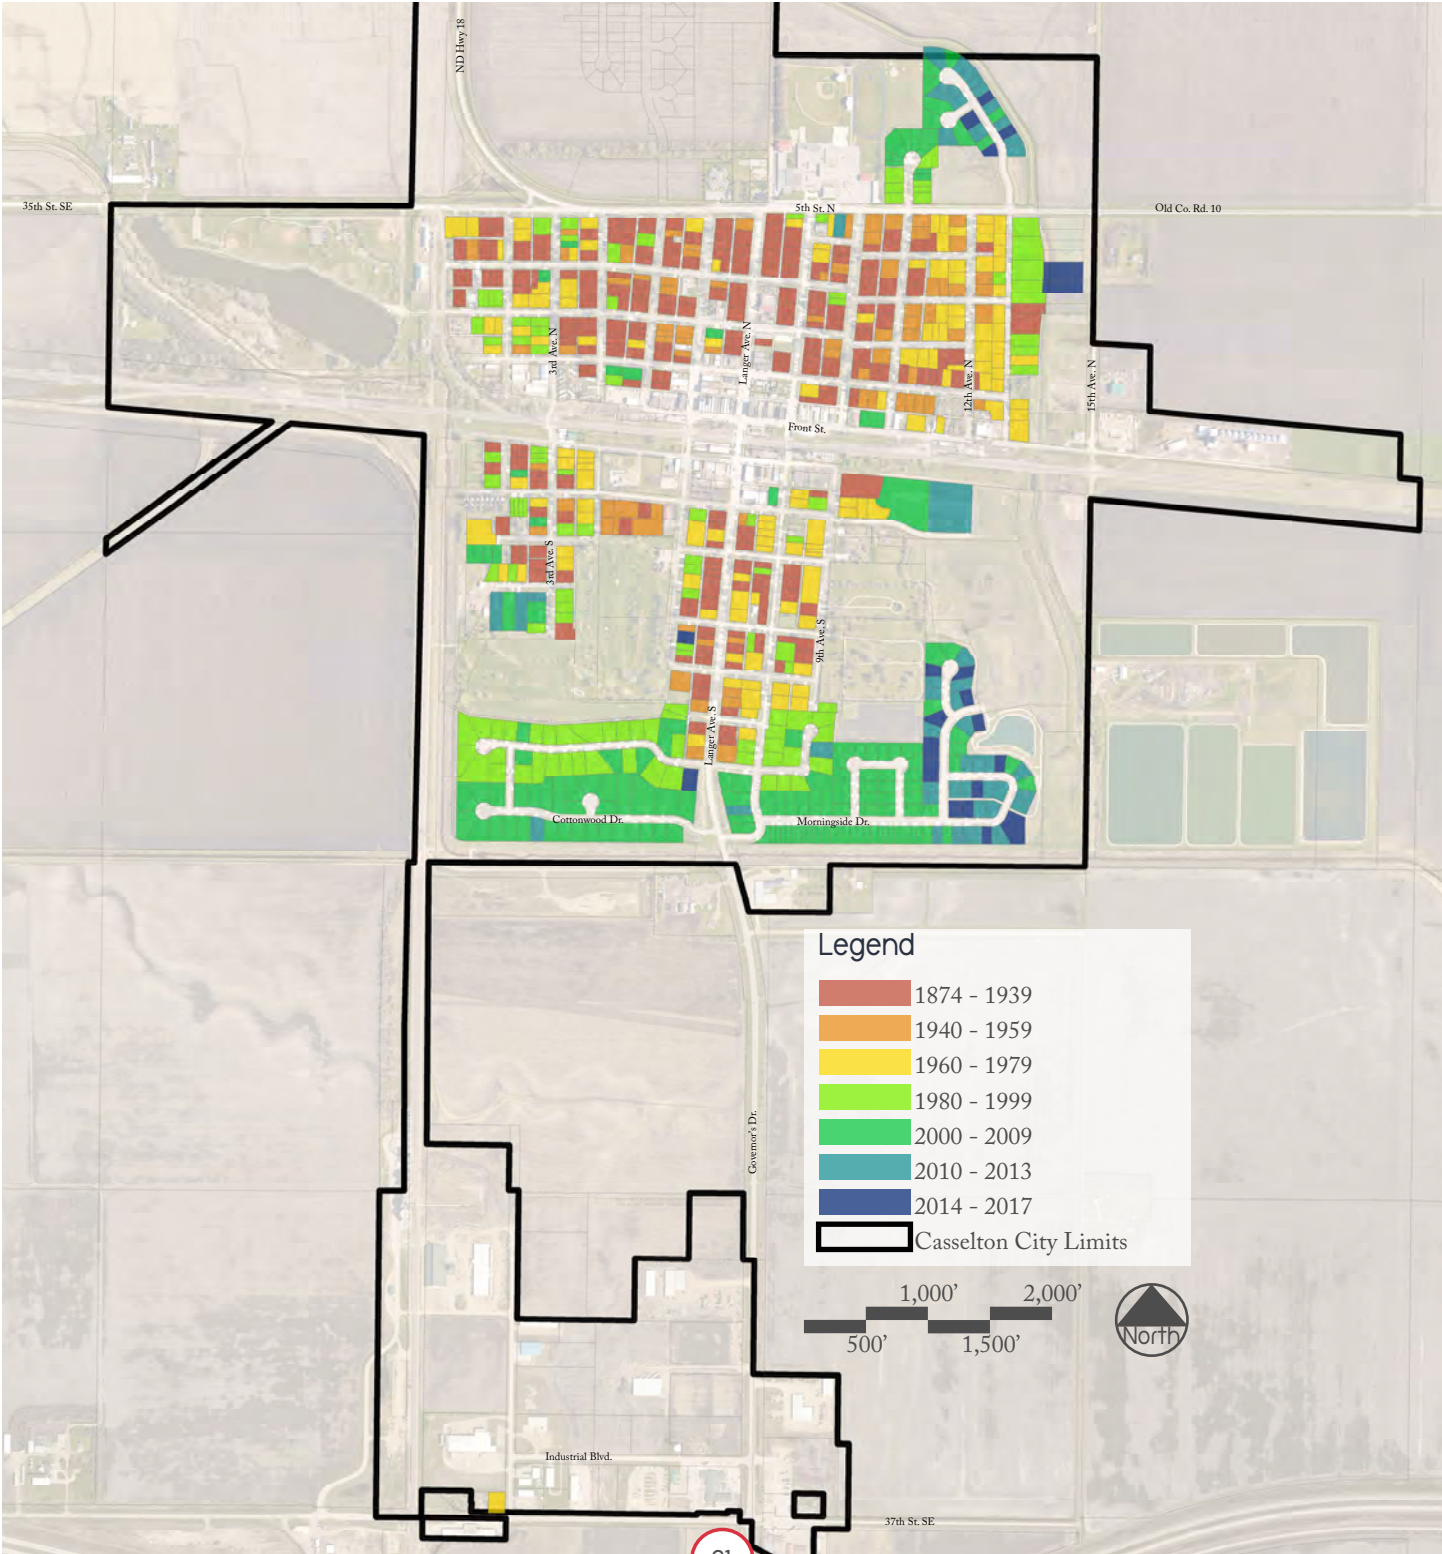 ND Hwy 18
35th St. SE
5th St. N
Old Co. Rd. 10
3rd Ave. N
Langer Ave. N
12th Ave. N
15th Ave. N
Front St.
3rd Ave. S
9th Ave. S
Langer Ave. S
Cottonwood Dr.
Morningside Dr.
Legend
1874 - 1939
1940 - 1959
1960 - 1979
1980 - 1999
2000 - 2009
2010 - 2013
2014 - 2017
Casselton City Limits
Governor's Dr.
1,000' 2,000'
500' 1,500'
North
Industrial Blvd.
37th St. SE